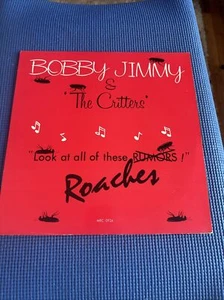 BOBBY JIMMY
&
"The Critters"
"Look at all of these RUMORS!"
Roaches